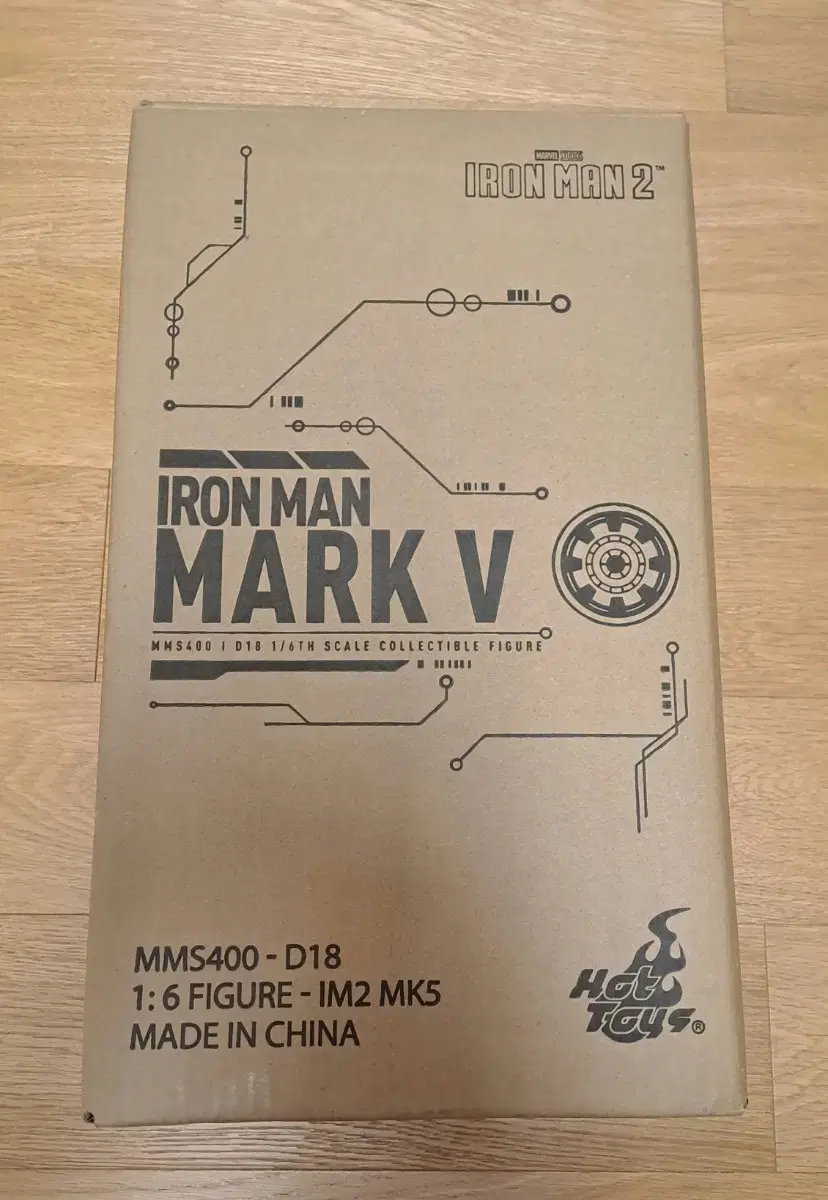 MARVEL STUDIOS
IRON MAN 2™
IRON MAN
MARK V
MMS400 | D18 1/6TH SCALE COLLECTIBLE FIGURE
MMS400 - D18
1: 6 FIGURE - IM2 MK5
MADE IN CHINA
Hot
Toys®